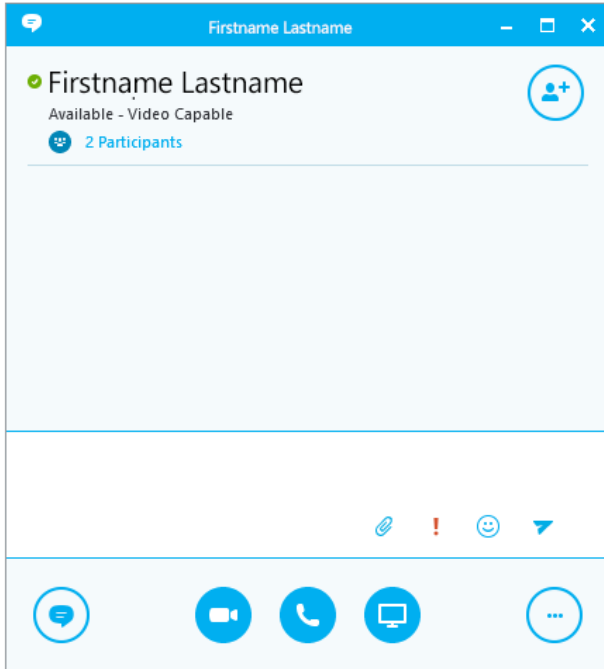 Firstname Lastname
Firstname Lastname
Available - Video Capable
2 Participants